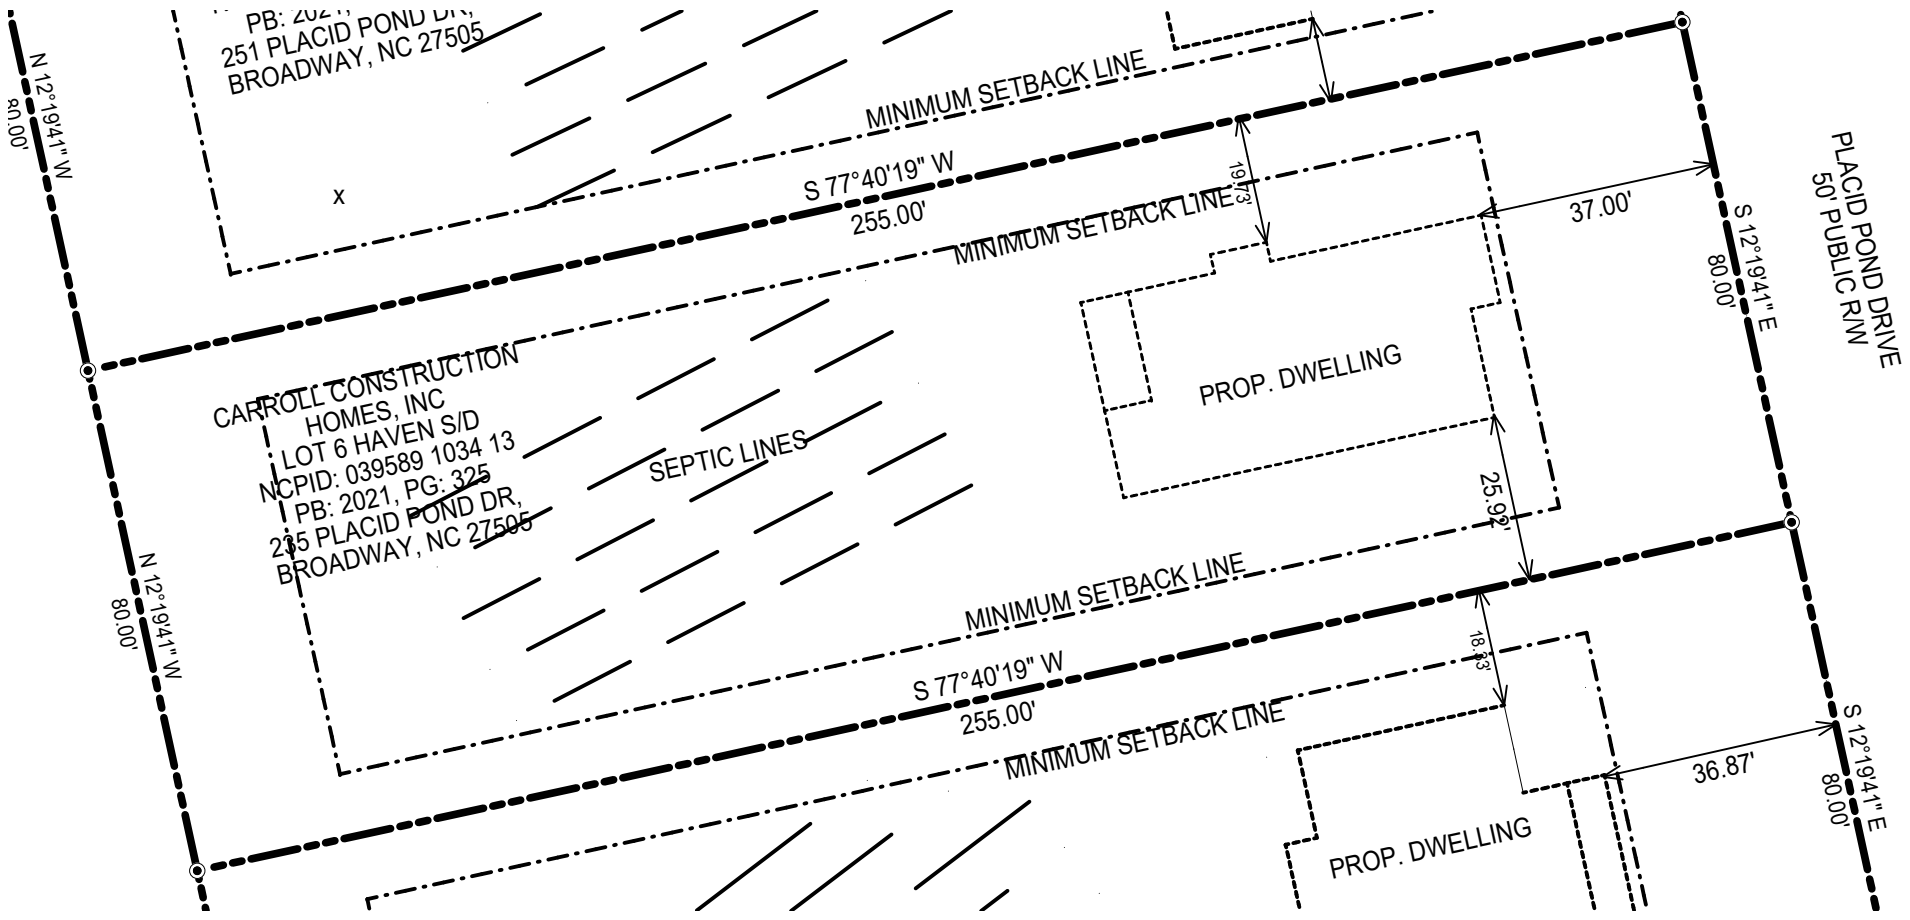 PB: 2021,
251 PLACID POND DR,
BROADWAY, NC 27505
N 12°19'41" W
80.00'
x
MINIMUM SETBACK LINE
S 77°40'19" W
255.00'
MINIMUM SETBACK LINE
19.73'
37.00'
PLACID POND DRIVE
50' PUBLIC R/W
S 12°19'41" E
80.00'
CARROLL CONSTRUCTION
HOMES, INC
LOT 6 HAVEN S/D
NCPID: 039589 1034 13
PB: 2021, PG: 325
235 PLACID POND DR,
BROADWAY, NC 27505
SEPTIC LINES
PROP. DWELLING
25.92'
N 12°19'41" W
80.00'
MINIMUM SETBACK LINE
S 77°40'19" W
255.00'
MINIMUM SETBACK LINE
18.33'
36.87'
S 12°19'41" E
80.00'
PROP. DWELLING